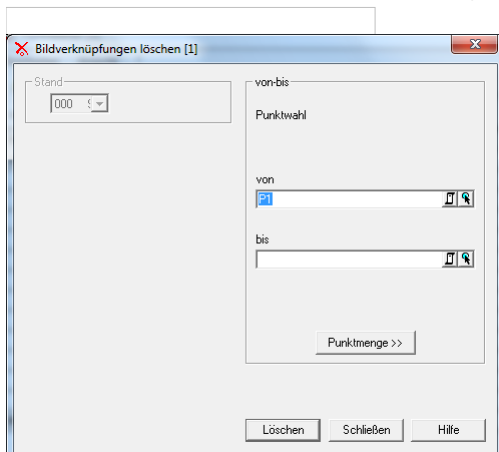 Bildverknüpfungen löschen [1]
Stand
000
von-bis
Punktwahl
von
P1
bis
Punktmenge >>
Löschen Schließen Hilfe